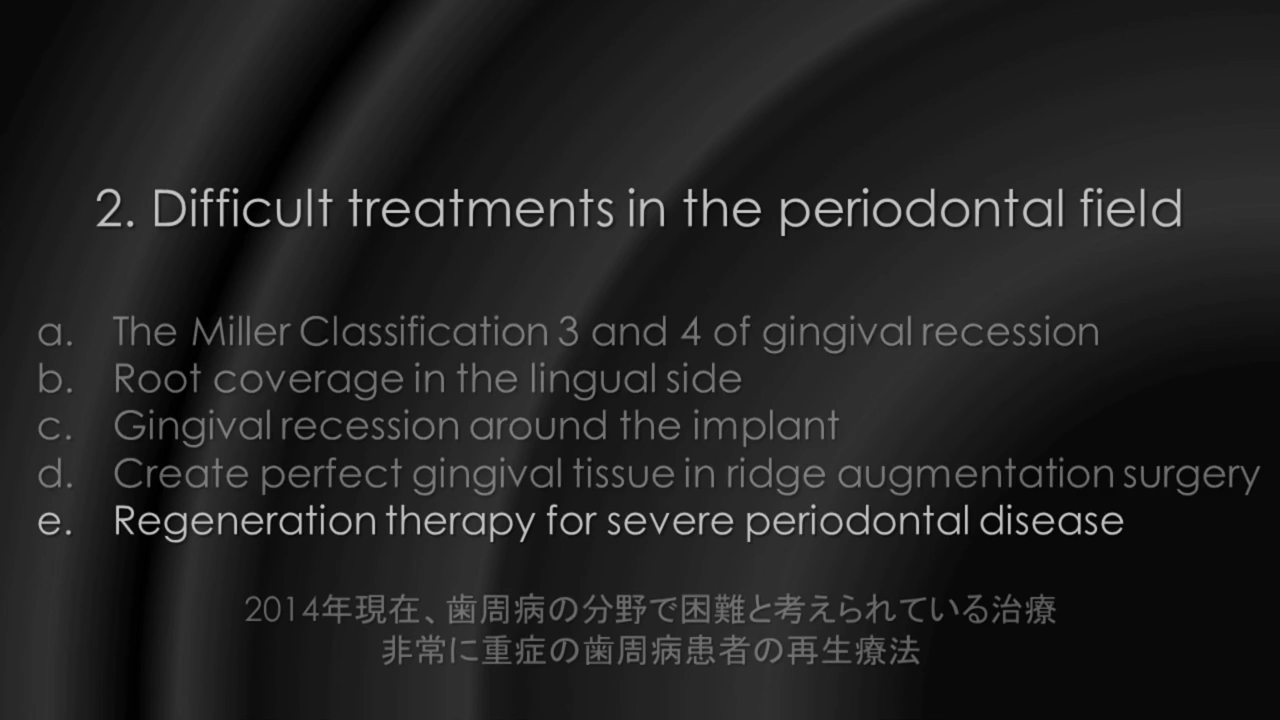 2. Difficult treatments in the periodontal field
a. The Miller Classification 3 and 4 of gingival recession
b. Root coverage in the lingual side
c. Gingival recession around the implant
d. Create perfect gingival tissue in ridge augmentation surgery
e. Regeneration therapy for severe periodontal disease
2014年現在、歯周病の分野で困難と考えられている治療
非常に重症の歯周病患者の再生療法